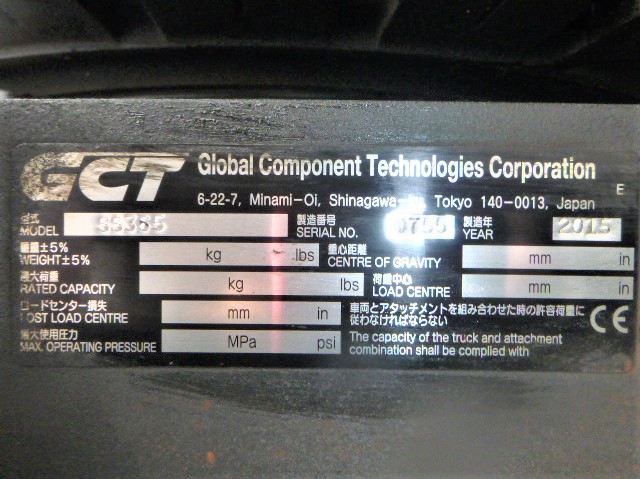 GCT Global Component Technologies Corporation
6-22-7, Minami-Oi, Shinagawa-ku, Tokyo 140-0013, Japan
E
型式 製造番号 製造年
MODEL SS365 SERIAL NO. YEAR 2015
重量±5% kg lbs 重心距離 mm in
WEIGHT±5% CENTRE OF GRAVITY
最大荷重 kg lbs 荷重中心 mm in
RATED CAPACITY LOAD CENTRE
ロードセンター損失 mm in
LOST LOAD CENTRE
最大使用圧力 MPa psi
MAX. OPERATING PRESSURE
車両とアタッチメントを組み合わせた時の許容荷重に
従わなければならない
The capacity of the truck and attachment
combination shall be complied with
CE